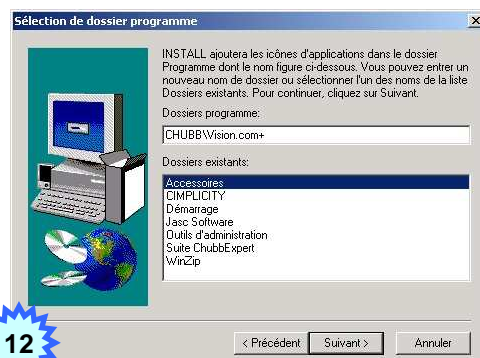 Sélection de dossier programme
INSTALL ajoutera les icônes d'applications dans le dossier
Programme dont le nom figure ci-dessous. Vous pouvez entrer un
nouveau nom de dossier ou sélectionner l'un des noms de la liste
Dossiers existants. Pour continuer, cliquez sur Suivant.
Dossiers programme:
CHUBB\Vision.com+
Dossiers existants:
Accessoires
CIMPLICITY
Démarrage
Jasc Software
Outils d'administration
Suite ChubbExpert
WinZip
< Précédent
Suivant >
Annuler
12